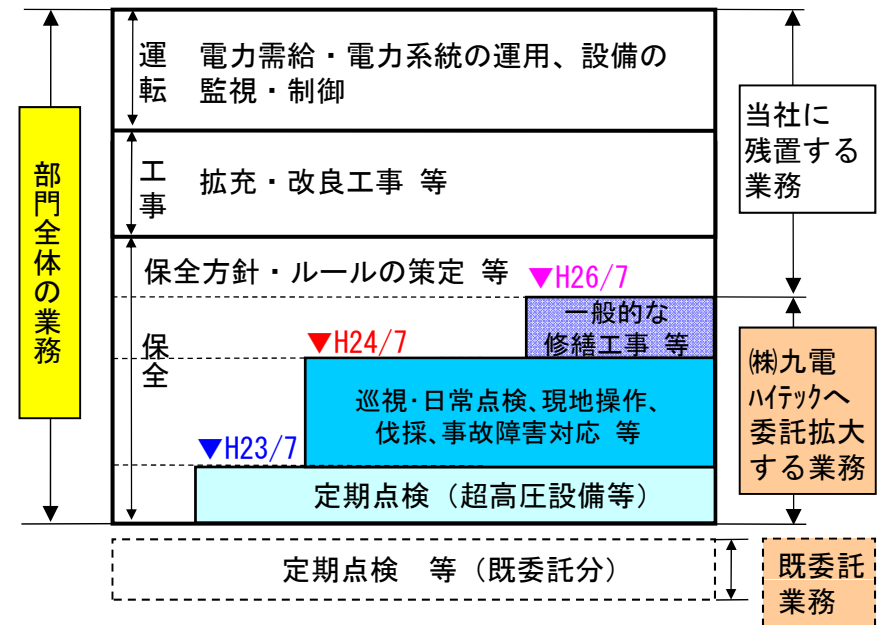 部門全体の業務
運転
電力需給・電力系統の運用、設備の
監視・制御
工事
拡充・改良工事 等
保全
保全方針・ルールの策定 等
▼H26/7
一般的な
修繕工事 等
▼H24/7
巡視･日常点検､現地操作､
伐採､事故障害対応 等
▼H23/7
定期点検（超高圧設備等）
定期点検 等（既委託分）
当社に
残置する
業務
㈱九電
ﾊｲﾃｯｸへ
委託拡大
する業務
既委託
業務